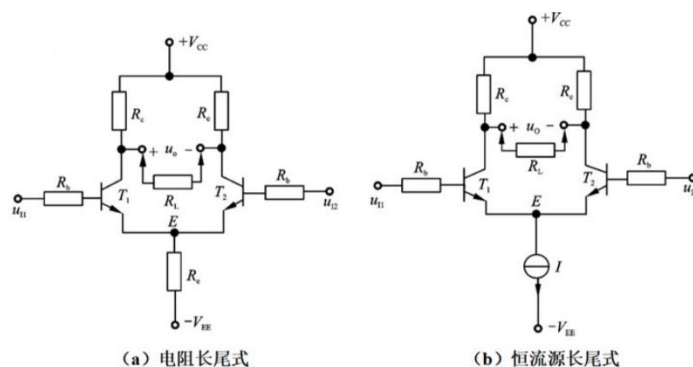 +V_CC
R_c
R_c
+ u_o −
R_L
R_b
R_b
u_I1
T_1
T_2
u_I2
E
R_e
−V_EE
(a) 电阻长尾式
+V_CC
R_c
R_c
+ u_O −
R_L
R_b
R_b
u_I1
T_1
T_2
E
I
−V_EE
(b) 恒流源长尾式